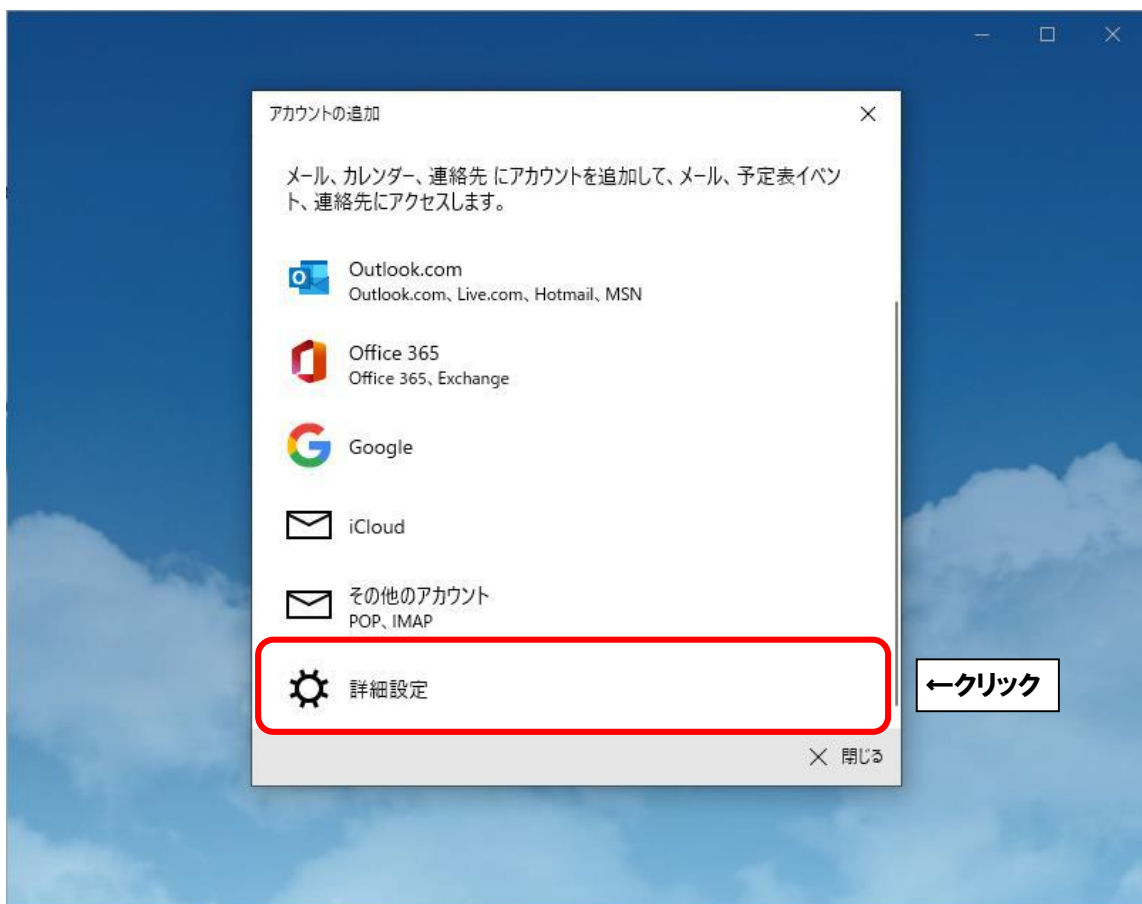 アカウントの追加
メール、カレンダー、連絡先 にアカウントを追加して、メール、予定表イベン
ト、連絡先にアクセスします。
Outlook.com
Outlook.com、Live.com、Hotmail、MSN
Office 365
Office 365、Exchange
Google
iCloud
その他のアカウント
POP、IMAP
詳細設定
←クリック
閉じる